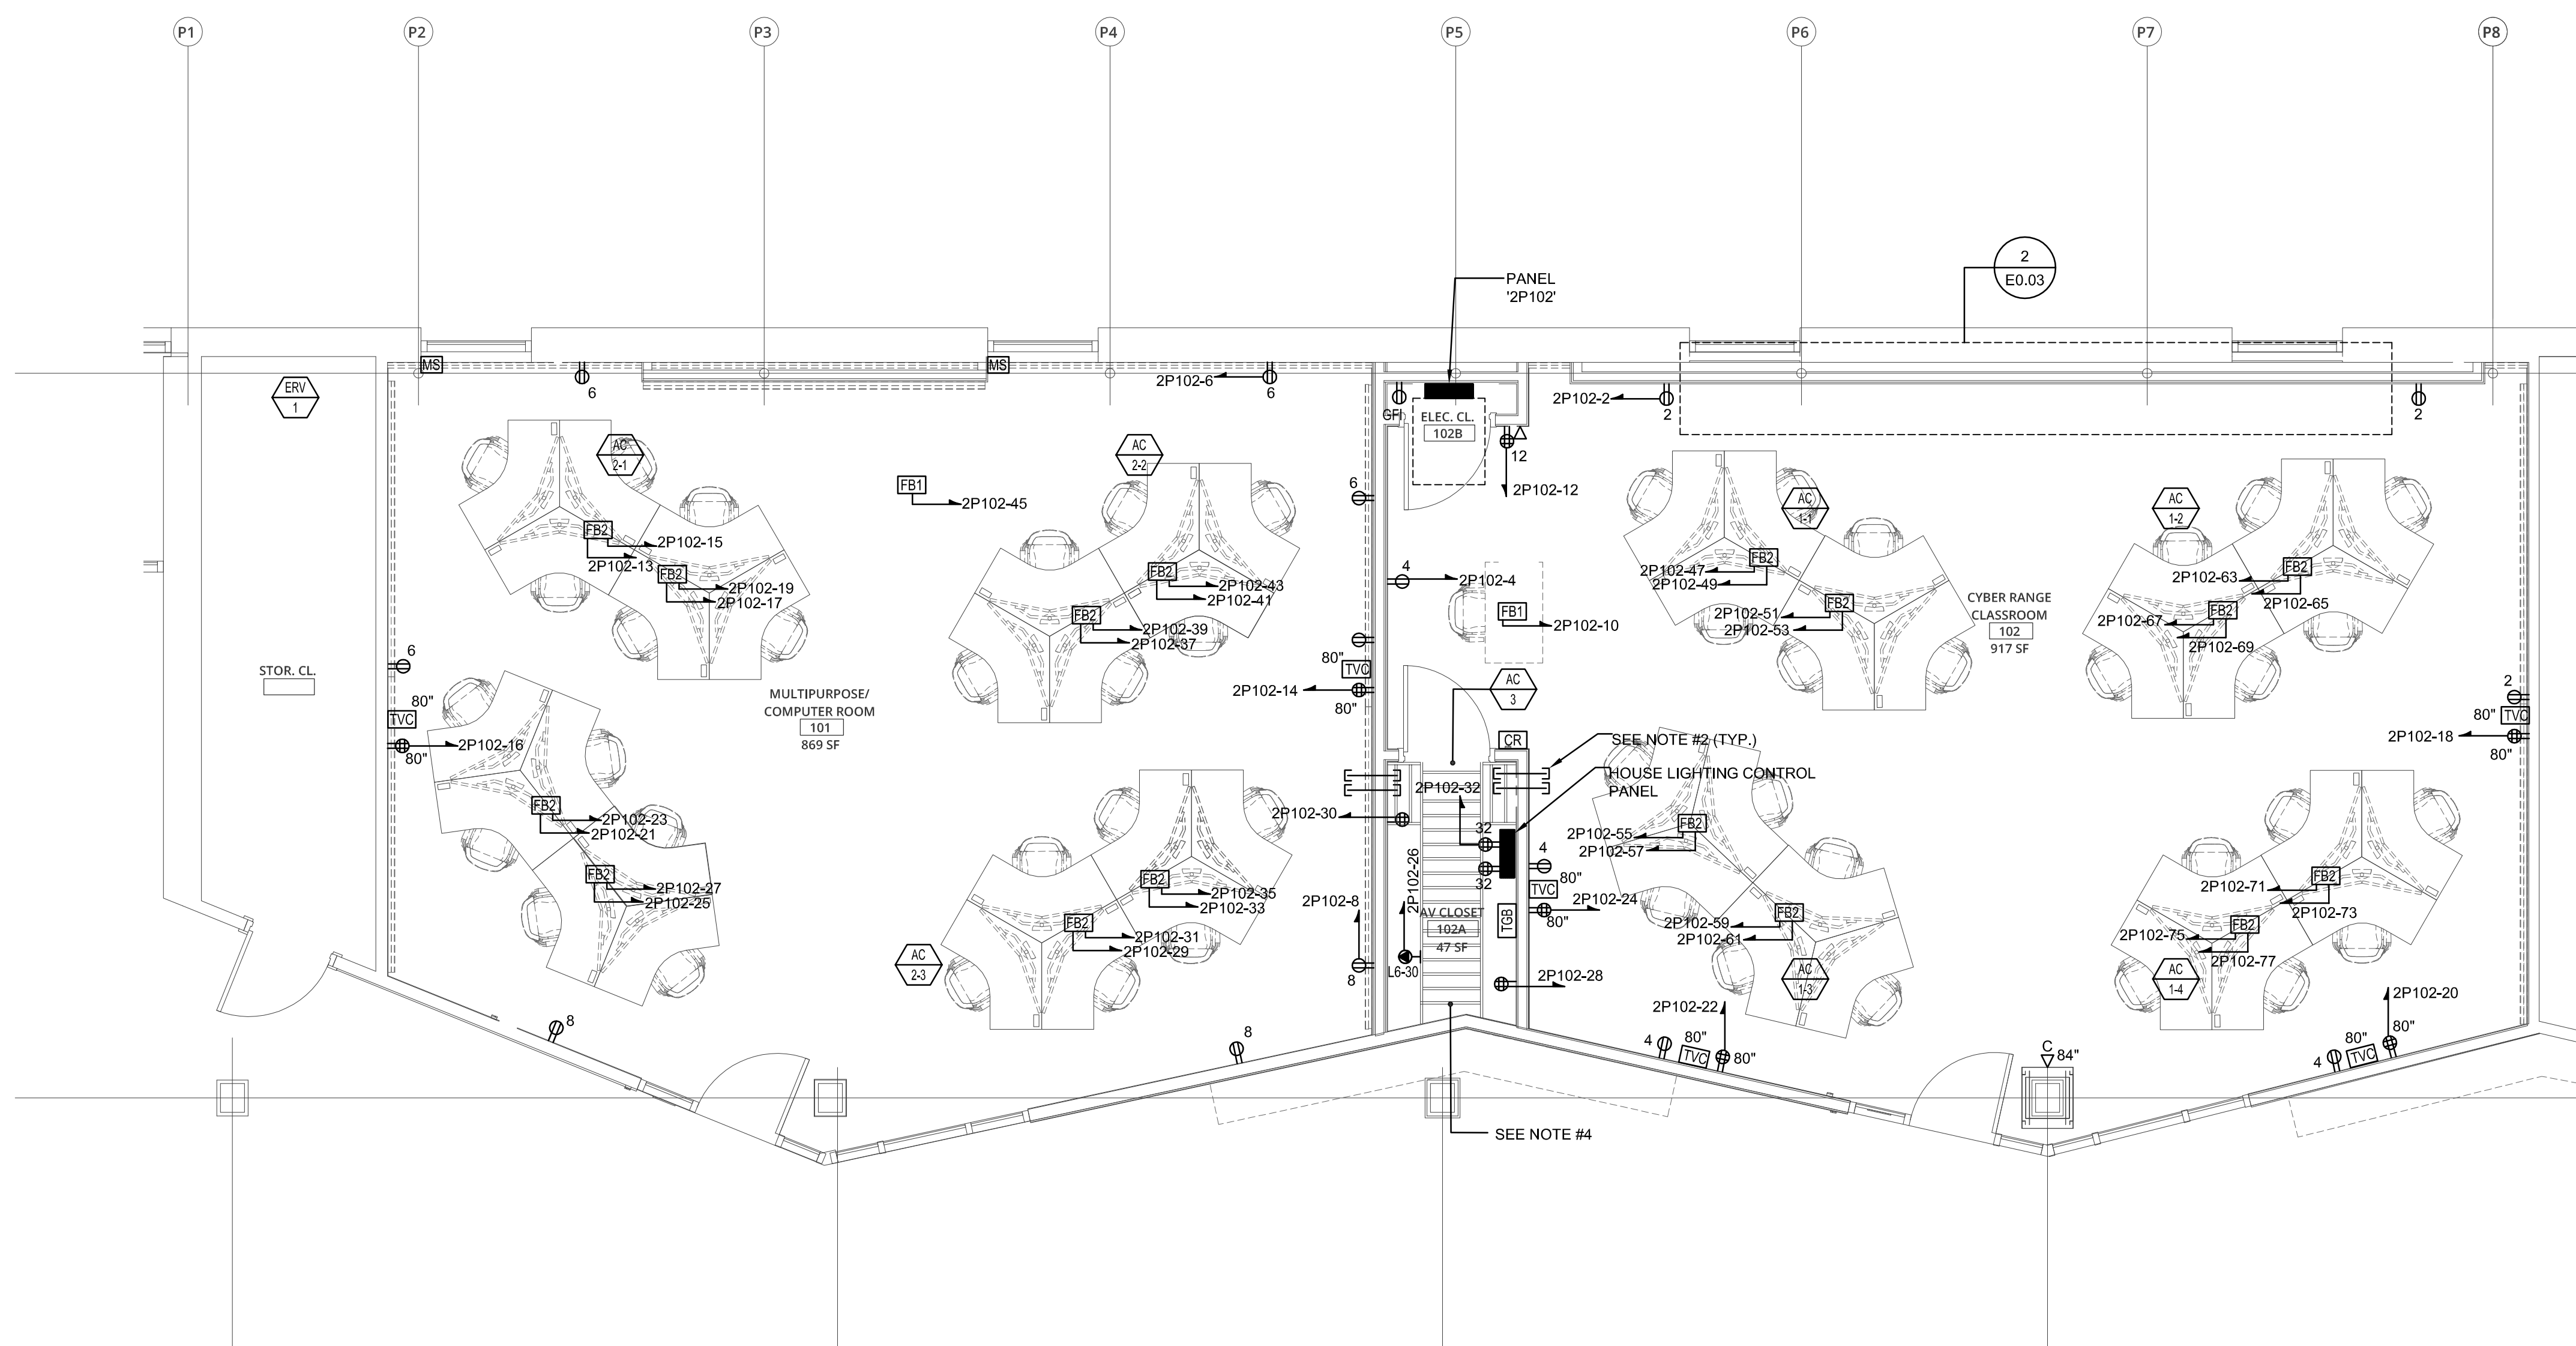 P1
P2
P3
P4
P5
P6
P7
P8
2
E0.03
PANEL
'2P102'
MS
MS
ERV
1
6
2P102-6
6
GFI
ELEC. CL.
102B
2P102-2
2
2
12
2P102-12
AC
2-1
AC
2-2
FB1
2P102-45
6
AC
1-1
AC
1-2
FB2
2P102-15
2P102-13
FB2
2P102-19
2P102-17
FB2
2P102-43
2P102-41
FB2
2P102-39
2P102-37
4
2P102-4
FB1
2P102-10
FB2
2P102-47
2P102-49
FB2
2P102-51
2P102-53
CYBER RANGE
CLASSROOM
102
917 SF
FB2
2P102-63
2P102-65
FB2
2P102-67
2P102-69
STOR. CL.
6
80"
TVC
2P102-16
80"
MULTIPURPOSE/
COMPUTER ROOM
101
869 SF
80"
TVC
2P102-14
80"
AC
3
CR
SEE NOTE #2 (TYP.)
HOUSE LIGHTING CONTROL
PANEL
2
80"
TVC
2P102-18
80"
2P102-32
2P102-30
32
32
2P102-26
FB2
2P102-23
2P102-21
FB2
2P102-27
2P102-25
FB2
2P102-35
2P102-33
FB2
2P102-31
2P102-29
AC
2-3
2P102-8
8
L6-30
AV CLOSET
102A
47 SF
TGB
4
80"
TVC
2P102-24
80"
2P102-28
FB2
2P102-55
2P102-57
FB2
2P102-59
2P102-61
AC
1-3
FB2
2P102-71
2P102-73
FB2
2P102-75
2P102-77
AC
1-4
8
8
2P102-22
4
80"
TVC
80"
C
84"
2P102-20
80"
80"
4
TVC
SEE NOTE #4